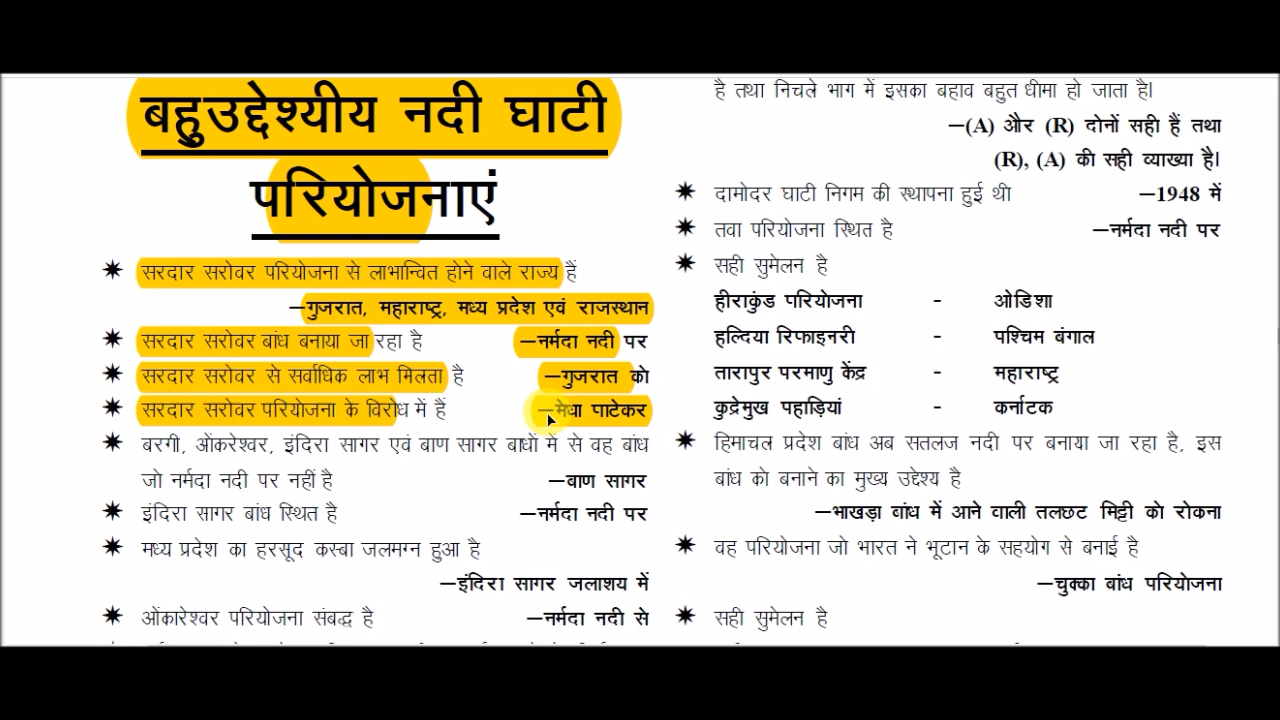 बहुउद्देश्यीय नदी घाटी
परियोजनाएं
✷ सरदार सरोवर परियोजना से लाभान्वित होने वाले राज्य हैं
—गुजरात, महाराष्ट्र, मध्य प्रदेश एवं राजस्थान
✷ सरदार सरोवर बांध बनाया जा रहा है —नर्मदा नदी पर
✷ सरदार सरोवर से सर्वाधिक लाभ मिलता है —गुजरात को
✷ सरदार सरोवर परियोजना के विरोध में हैं —मेधा पाटेकर
✷ बरगी, ओंकरेश्वर, इंदिरा सागर एवं बाण सागर बाधों में से वह बांध
जो नर्मदा नदी पर नहीं है —बाण सागर
✷ इंदिरा सागर बांध स्थित है —नर्मदा नदी पर
✷ मध्य प्रदेश का हरसूद कस्बा जलमग्न हुआ है
—इंदिरा सागर जलाशय में
✷ ओंकारेश्वर परियोजना संबद्ध है —नर्मदा नदी से
है तथा निचले भाग में इसका बहाव बहुत धीमा हो जाता है।
—(A) और (R) दोनों सही हैं तथा
(R), (A) की सही व्याख्या है।
✷ दामोदर घाटी निगम की स्थापना हुई थी —1948 में
✷ तवा परियोजना स्थित है —नर्मदा नदी पर
✷ सही सुमेलन है
हीराकुंड परियोजना - ओडिशा
हल्दिया रिफाइनरी - पश्चिम बंगाल
तारापुर परमाणु केंद्र - महाराष्ट्र
कुद्रेमुख पहाड़ियां - कर्नाटक
✷ हिमाचल प्रदेश बांध अब सतलज नदी पर बनाया जा रहा है, इस
बांध को बनाने का मुख्य उद्देश्य है
—भाखड़ा बांध में आने वाली तलछट मिट्टी को रोकना
✷ वह परियोजना जो भारत ने भूटान के सहयोग से बनाई है
—चुक्का बांध परियोजना
✷ सही सुमेलन है